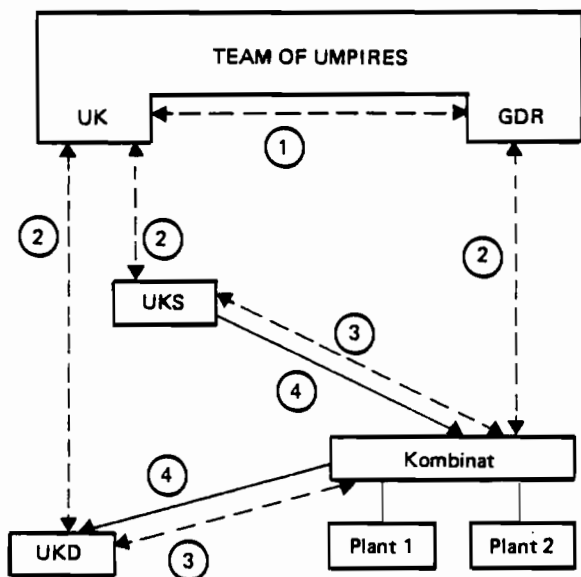 TEAM OF UMPIRES
UK
GDR
1
2
2
2
UKS
3
4
Kombinat
4
UKD
3
Plant 1
Plant 2